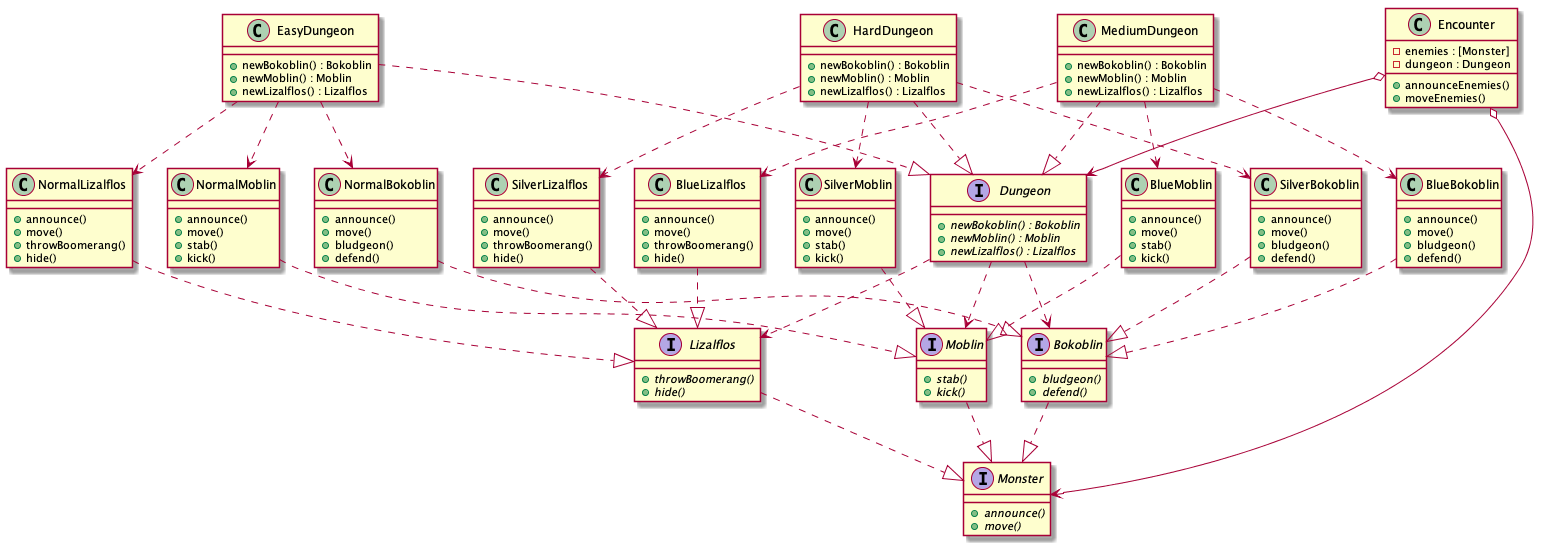 C EasyDungeon
newBokoblin() : Bokoblin
newMoblin() : Moblin
newLizalflos() : Lizalflos
C HardDungeon
newBokoblin() : Bokoblin
newMoblin() : Moblin
newLizalflos() : Lizalflos
C MediumDungeon
newBokoblin() : Bokoblin
newMoblin() : Moblin
newLizalflos() : Lizalflos
C Encounter
enemies : [Monster]
dungeon : Dungeon
announceEnemies()
moveEnemies()
C NormalLizalflos
announce()
move()
throwBoomerang()
hide()
C NormalMoblin
announce()
move()
stab()
kick()
C NormalBokoblin
announce()
move()
bludgeon()
defend()
C SilverLizalflos
announce()
move()
throwBoomerang()
hide()
C BlueLizalflos
announce()
move()
throwBoomerang()
hide()
C SilverMoblin
announce()
move()
stab()
kick()
I Dungeon
newBokoblin() : Bokoblin
newMoblin() : Moblin
newLizalflos() : Lizalflos
C BlueMoblin
announce()
move()
stab()
kick()
C SilverBokoblin
announce()
move()
bludgeon()
defend()
C BlueBokoblin
announce()
move()
bludgeon()
defend()
I Lizalflos
throwBoomerang()
hide()
I Moblin
stab()
kick()
I Bokoblin
bludgeon()
defend()
I Monster
announce()
move()